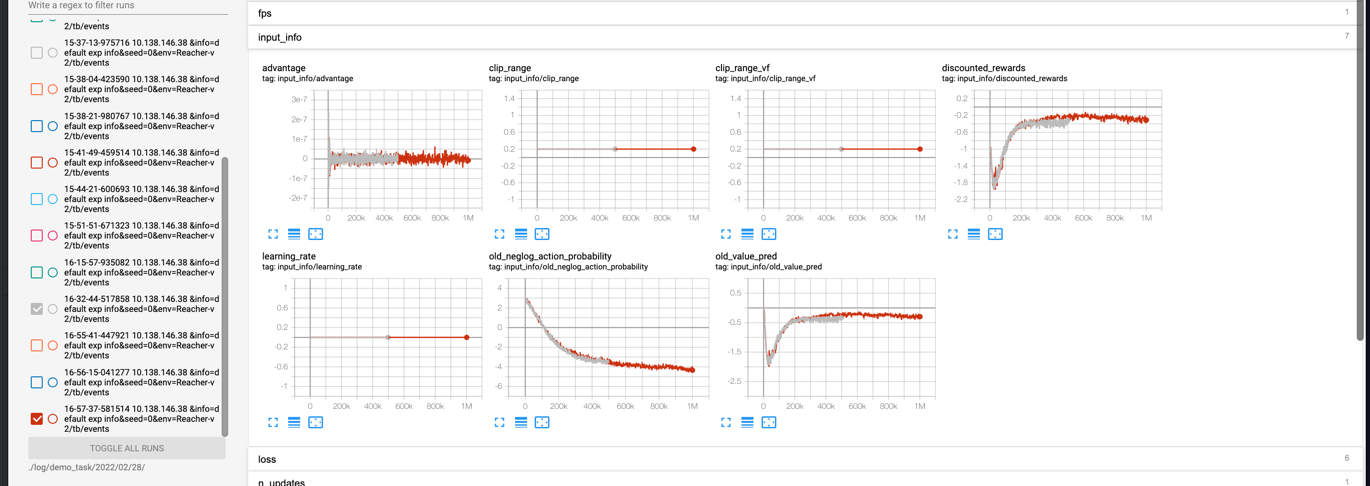 Write a regex to filter runs
2/tb/events
15-37-13-975716 10.138.146.38 &info=d
efault exp info&seed=0&env=Reacher-v
2/tb/events
15-38-04-423590 10.138.146.38 &info=d
efault exp info&seed=0&env=Reacher-v
2/tb/events
15-38-21-980767 10.138.146.38 &info=d
efault exp info&seed=0&env=Reacher-v
2/tb/events
15-41-49-459514 10.138.146.38 &info=d
efault exp info&seed=0&env=Reacher-v
2/tb/events
15-44-21-600693 10.138.146.38 &info=d
efault exp info&seed=0&env=Reacher-v
2/tb/events
15-51-51-671323 10.138.146.38 &info=d
efault exp info&seed=0&env=Reacher-v
2/tb/events
16-15-57-935082 10.138.146.38 &info=d
efault exp info&seed=0&env=Reacher-v
2/tb/events
16-32-44-517858 10.138.146.38 &info=d
efault exp info&seed=0&env=Reacher-v
2/tb/events
16-55-41-447921 10.138.146.38 &info=d
efault exp info&seed=0&env=Reacher-v
2/tb/events
16-56-15-041277 10.138.146.38 &info=d
efault exp info&seed=0&env=Reacher-v
2/tb/events
16-57-37-581514 10.138.146.38 &info=d
efault exp info&seed=0&env=Reacher-v
2/tb/events
TOGGLE ALL RUNS
./log/demo_task/2022/02/28/
fps 1
input_info 7
advantage
tag: input_info/advantage
3e-7
2e-7
1e-7
0
-1e-7
-2e-7
0 200k 400k 600k 800k 1M
clip_range
tag: input_info/clip_range
1.4
1
0.6
0.2
-0.2
-0.6
-1
0 200k 400k 600k 800k 1M
clip_range_vf
tag: input_info/clip_range_vf
1.4
1
0.6
0.2
-0.2
-0.6
-1
0 200k 400k 600k 800k 1M
discounted_rewards
tag: input_info/discounted_rewards
0.2
-0.2
-0.6
-1
-1.4
-1.8
-2.2
0 200k 400k 600k 800k 1M
learning_rate
tag: input_info/learning_rate
1
0.6
0.2
-0.2
-0.6
-1
0 200k 400k 600k 800k 1M
old_neglog_action_probability
tag: input_info/old_neglog_action_probability
4
2
0
-2
-4
-6
0 200k 400k 600k 800k 1M
old_value_pred
tag: input_info/old_value_pred
0.5
-0.5
-1.5
-2.5
0 200k 400k 600k 800k 1M
loss 6
n_updates 1